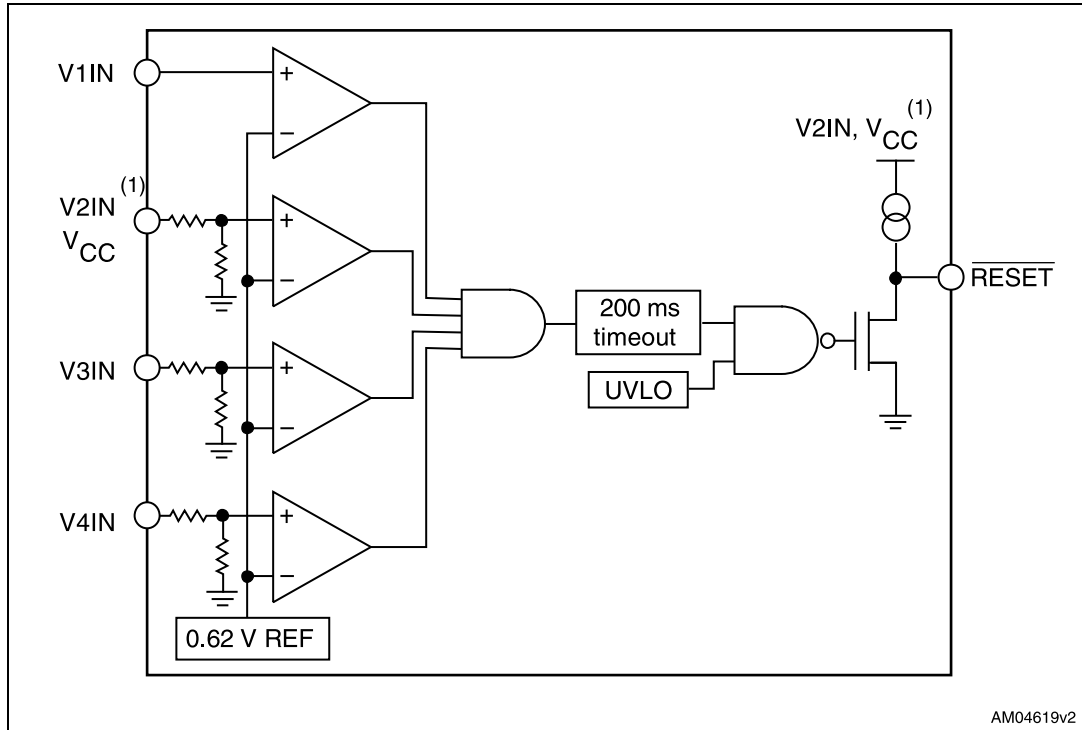 V1IN
+
−
V2IN (1)
VCC
+
−
V3IN
+
−
V4IN
+
−
0.62 V REF
200 ms
timeout
UVLO
V2IN, VCC (1)
RESET
AM04619v2